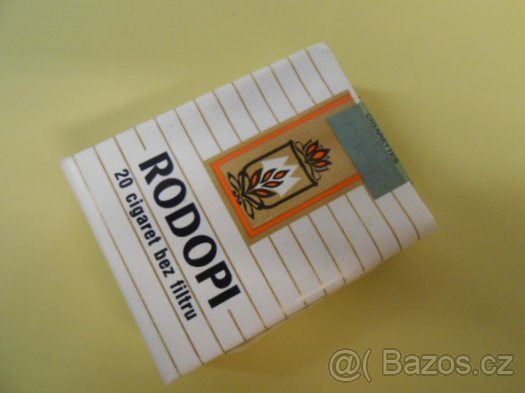 RODOPI
20 cigaret bez filtru
CIGARETTES
Bazos.cz